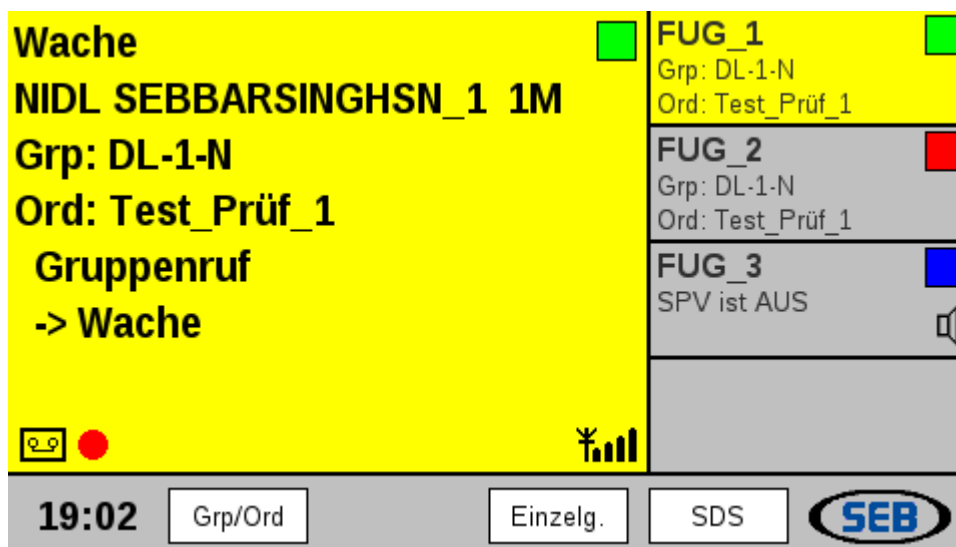 Wache
NIDL SEBBARSINGHSN_1 1M
Grp: DL-1-N
Ord: Test_Prüf_1
Gruppenruf
-> Wache
FUG_1
Grp: DL-1-N
Ord: Test_Prüf_1
FUG_2
Grp: DL-1-N
Ord: Test_Prüf_1
FUG_3
SPV ist AUS
19:02
Grp/Ord
Einzelg.
SDS
SEB